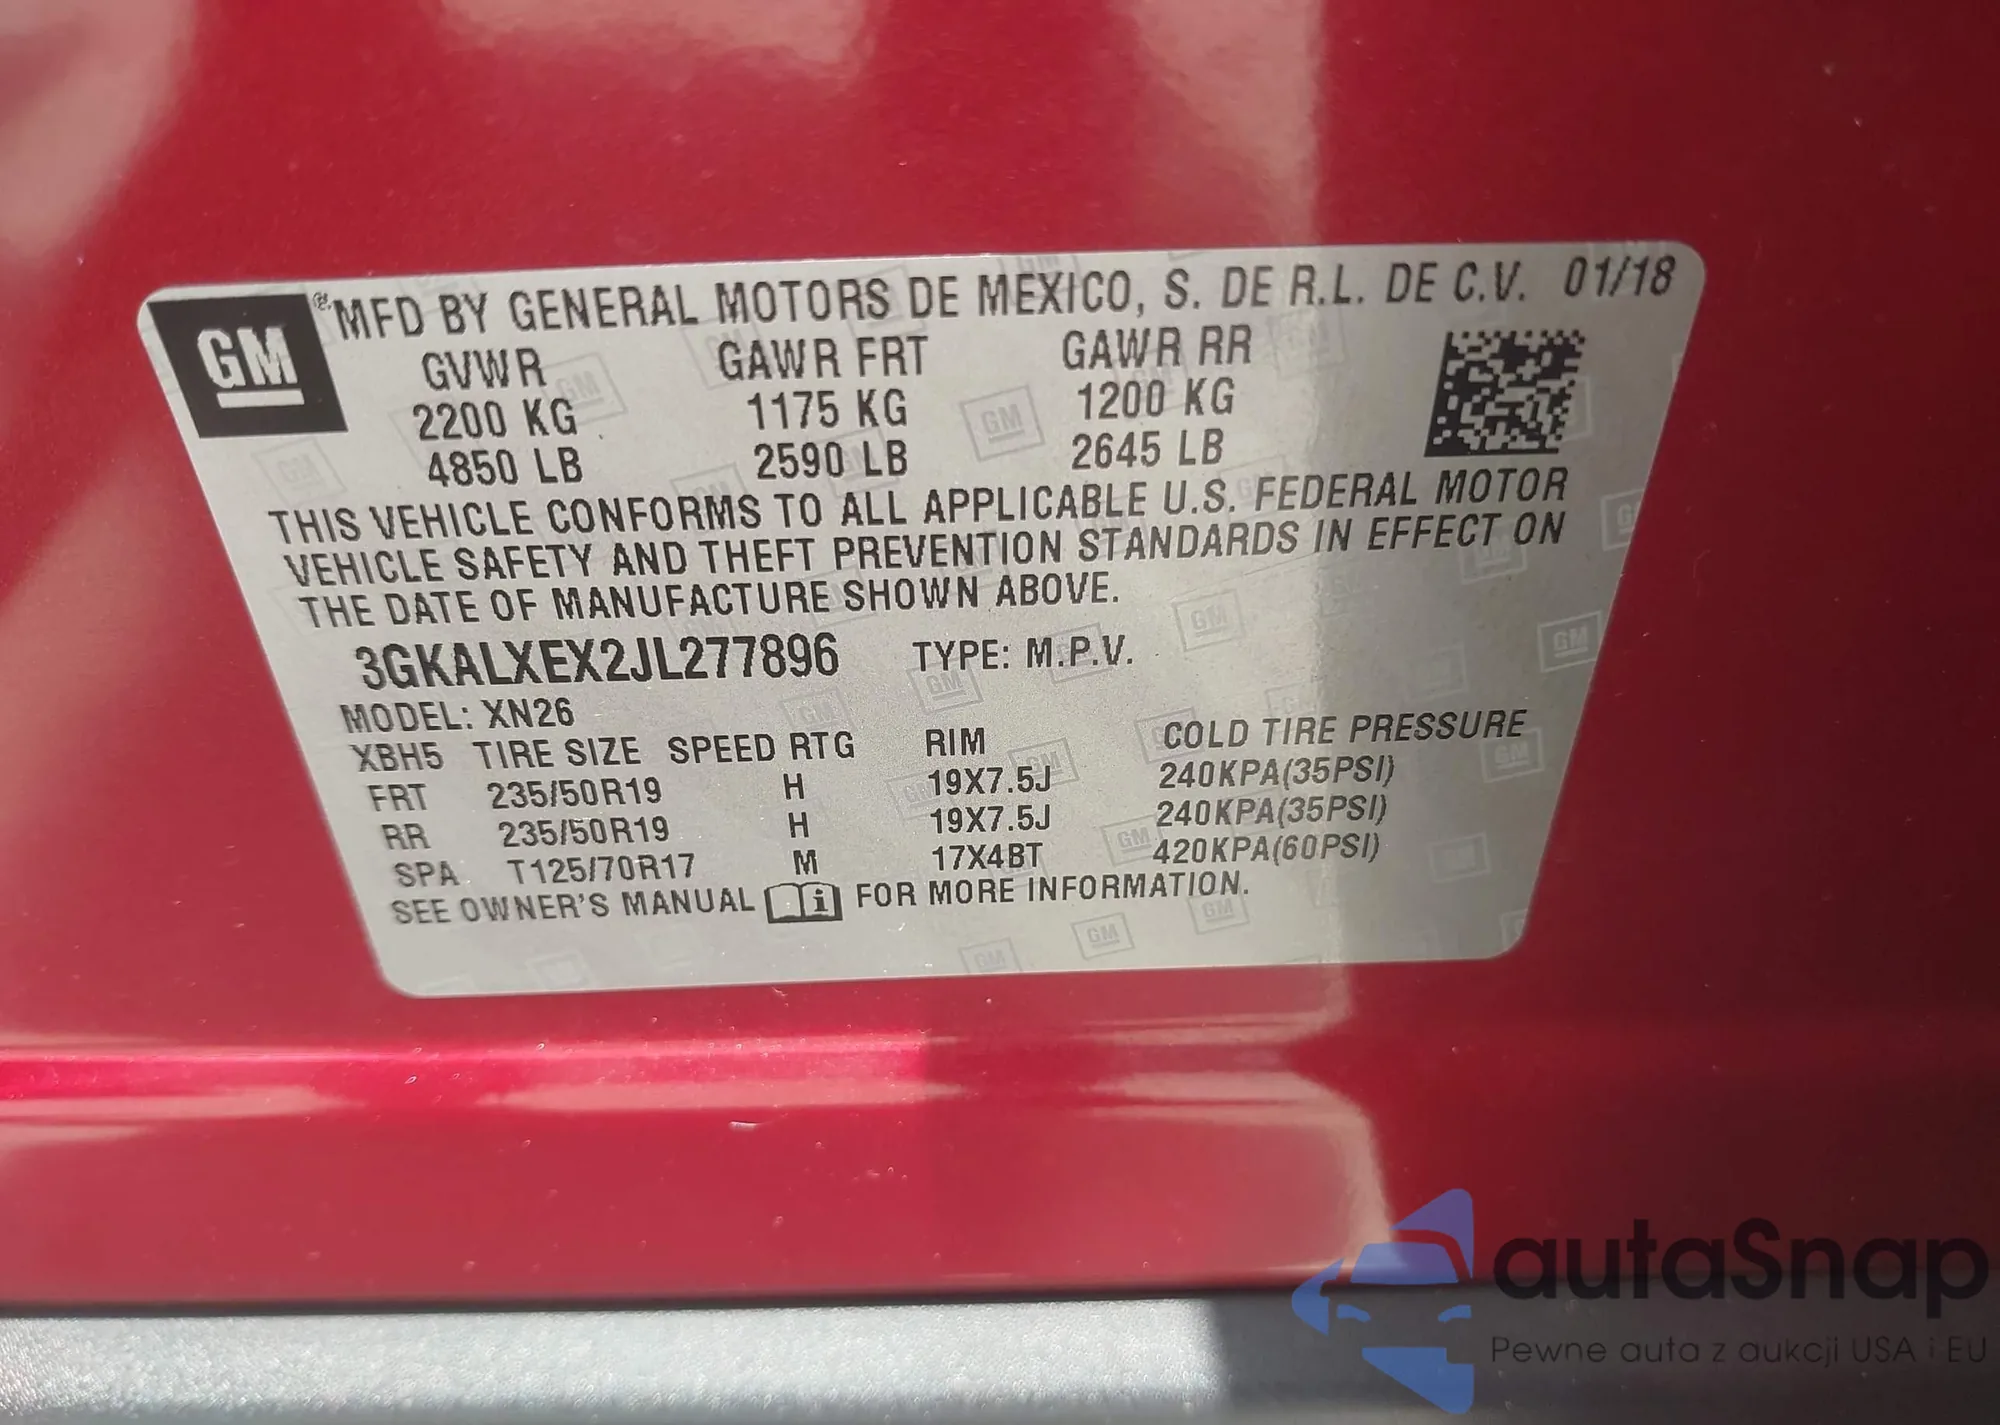 GM
®MFD BY GENERAL MOTORS DE MEXICO, S. DE R.L. DE C.V. 01/18
GVWR GAWR FRT GAWR RR
2200 KG 1175 KG 1200 KG
4850 LB 2590 LB 2645 LB
THIS VEHICLE CONFORMS TO ALL APPLICABLE U.S. FEDERAL MOTOR
VEHICLE SAFETY AND THEFT PREVENTION STANDARDS IN EFFECT ON
THE DATE OF MANUFACTURE SHOWN ABOVE.
3GKALXEX2JL277896 TYPE: M.P.V.
MODEL: XN26
XBH5 TIRE SIZE SPEED RTG RIM COLD TIRE PRESSURE
FRT 235/50R19 H 19X7.5J 240KPA(35PSI)
RR 235/50R19 H 19X7.5J 240KPA(35PSI)
SPA T125/70R17 M 17X4BT 420KPA(60PSI)
SEE OWNER'S MANUAL i FOR MORE INFORMATION.
autaSnap
Pewne auta z aukcji USA i EU